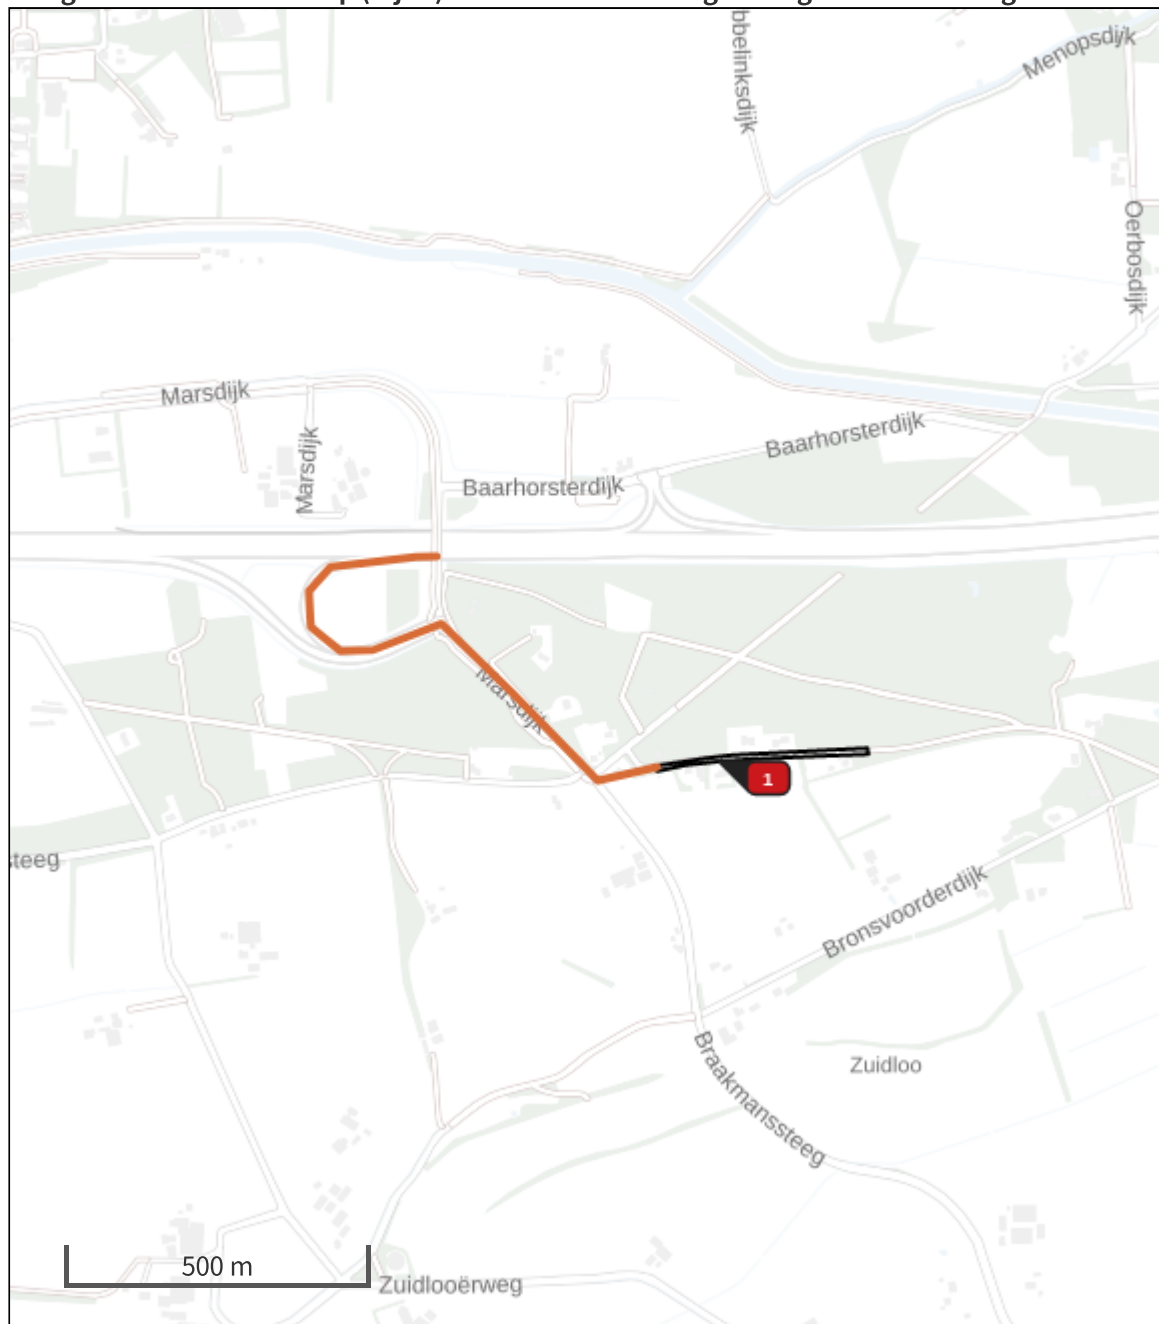 bbelinksdijk
Menopsdijk
Oerbosdijk
Marsdijk
Marsdijk
Baarhorsterdijk
Baarhorsterdijk
Marsdijk
1
steeg
Bronsvoorderdijk
Zuidloo
Braakmanssteeg
500 m
Zuidlooërweg